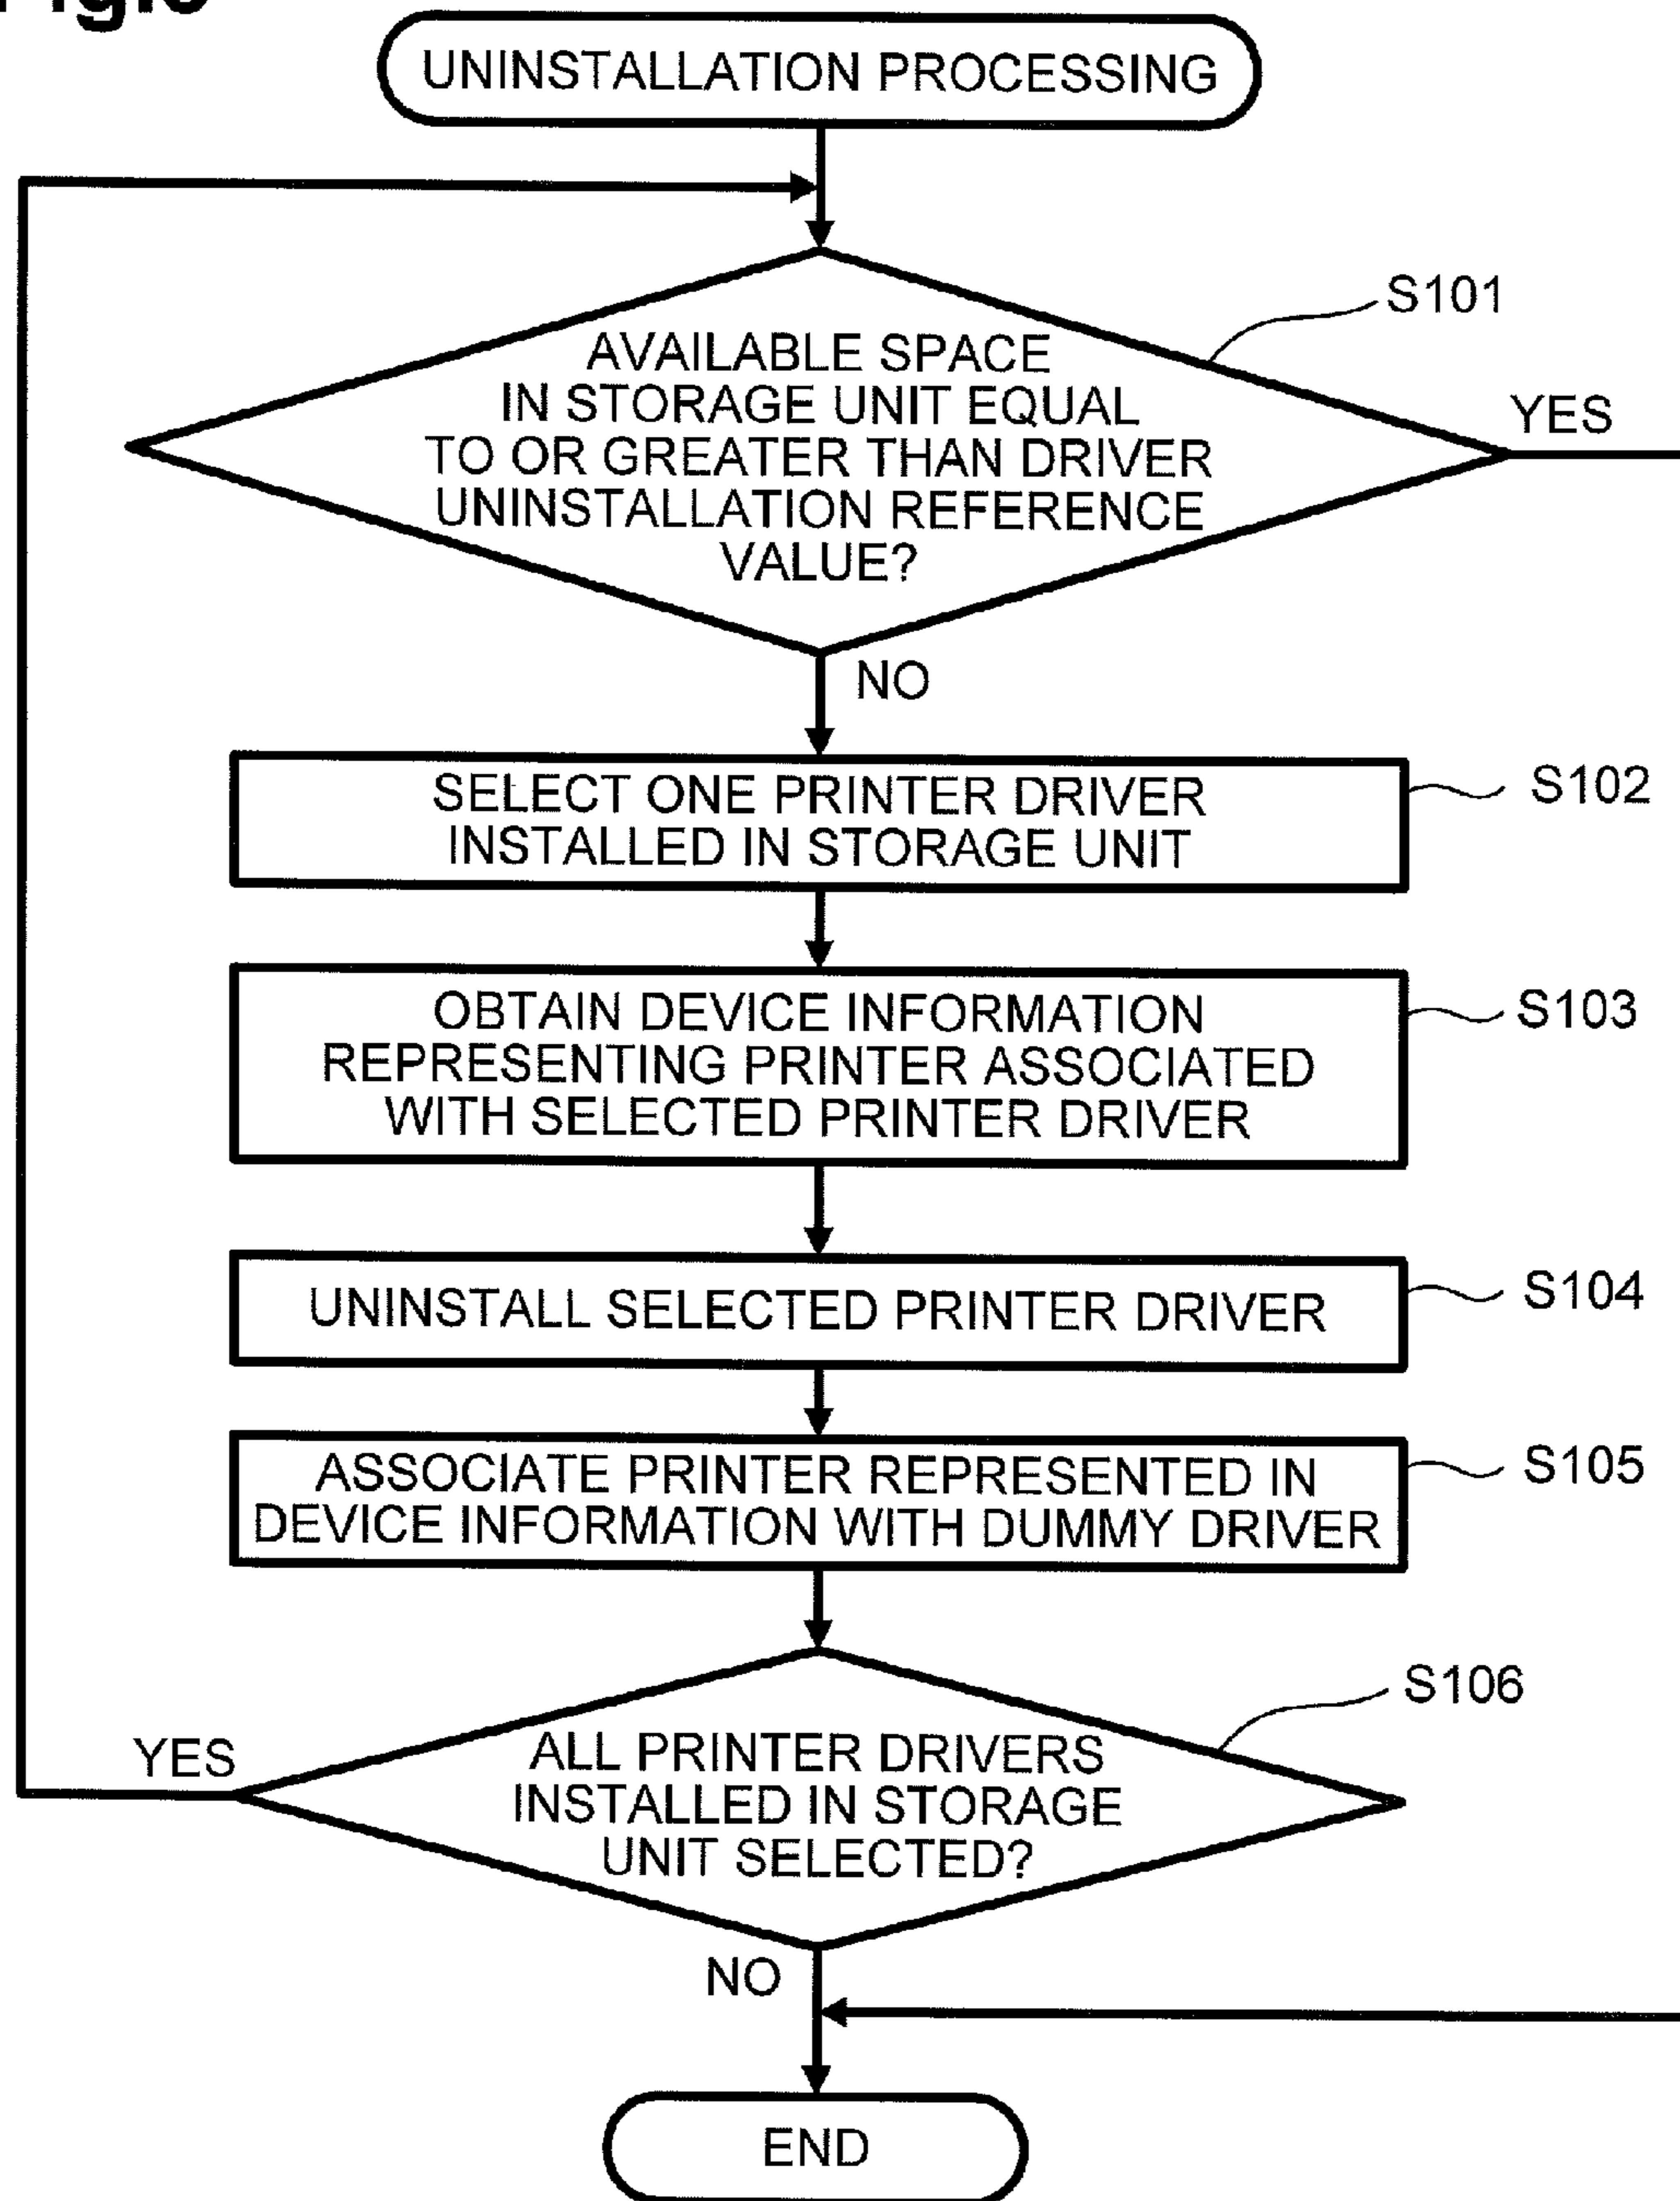 UNINSTALLATION PROCESSING
S101
AVAILABLE SPACE
IN STORAGE UNIT EQUAL
TO OR GREATER THAN DRIVER
UNINSTALLATION REFERENCE
VALUE?
YES
NO
SELECT ONE PRINTER DRIVER
INSTALLED IN STORAGE UNIT
S102
OBTAIN DEVICE INFORMATION
REPRESENTING PRINTER ASSOCIATED
WITH SELECTED PRINTER DRIVER
S103
UNINSTALL SELECTED PRINTER DRIVER
S104
ASSOCIATE PRINTER REPRESENTED IN
DEVICE INFORMATION WITH DUMMY DRIVER
S105
S106
YES
ALL PRINTER DRIVERS
INSTALLED IN STORAGE
UNIT SELECTED?
NO
END